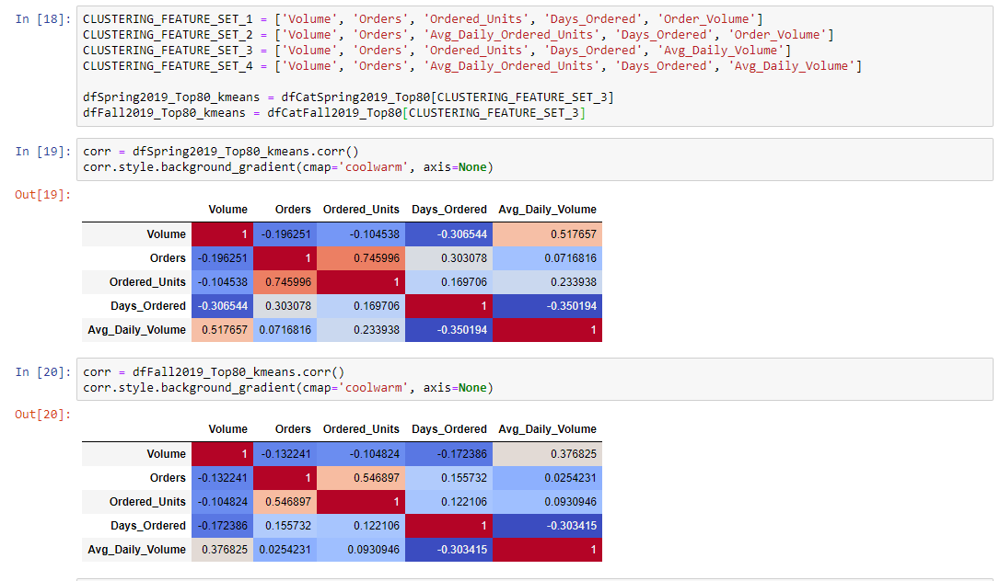 In [18]: CLUSTERING_FEATURE_SET_1 = ['Volume', 'Orders', 'Ordered_Units', 'Days_Ordered', 'Order_Volume']
CLUSTERING_FEATURE_SET_2 = ['Volume', 'Orders', 'Avg_Daily_Ordered_Units', 'Days_Ordered', 'Order_Volume']
CLUSTERING_FEATURE_SET_3 = ['Volume', 'Orders', 'Ordered_Units', 'Days_Ordered', 'Avg_Daily_Volume']
CLUSTERING_FEATURE_SET_4 = ['Volume', 'Orders', 'Avg_Daily_Ordered_Units', 'Days_Ordered', 'Avg_Daily_Volume']
dfSpring2019_Top80_kmeans = dfCatSpring2019_Top80[CLUSTERING_FEATURE_SET_3]
dfFall2019_Top80_kmeans = dfCatFall2019_Top80[CLUSTERING_FEATURE_SET_3]
In [19]: corr = dfSpring2019_Top80_kmeans.corr()
corr.style.background_gradient(cmap='coolwarm', axis=None)
Out[19]:
Volume Orders Ordered_Units Days_Ordered Avg_Daily_Volume
Volume 1 -0.196251 -0.104538 -0.306544 0.517657
Orders -0.196251 1 0.745996 0.303078 0.0716816
Ordered_Units -0.104538 0.745996 1 0.169706 0.233938
Days_Ordered -0.306544 0.303078 0.169706 1 -0.350194
Avg_Daily_Volume 0.517657 0.0716816 0.233938 -0.350194 1
In [20]: corr = dfFall2019_Top80_kmeans.corr()
corr.style.background_gradient(cmap='coolwarm', axis=None)
Out[20]:
Volume Orders Ordered_Units Days_Ordered Avg_Daily_Volume
Volume 1 -0.132241 -0.104824 -0.172386 0.376825
Orders -0.132241 1 0.546897 0.155732 0.0254231
Ordered_Units -0.104824 0.546897 1 0.122106 0.0930946
Days_Ordered -0.172386 0.155732 0.122106 1 -0.303415
Avg_Daily_Volume 0.376825 0.0254231 0.0930946 -0.303415 1